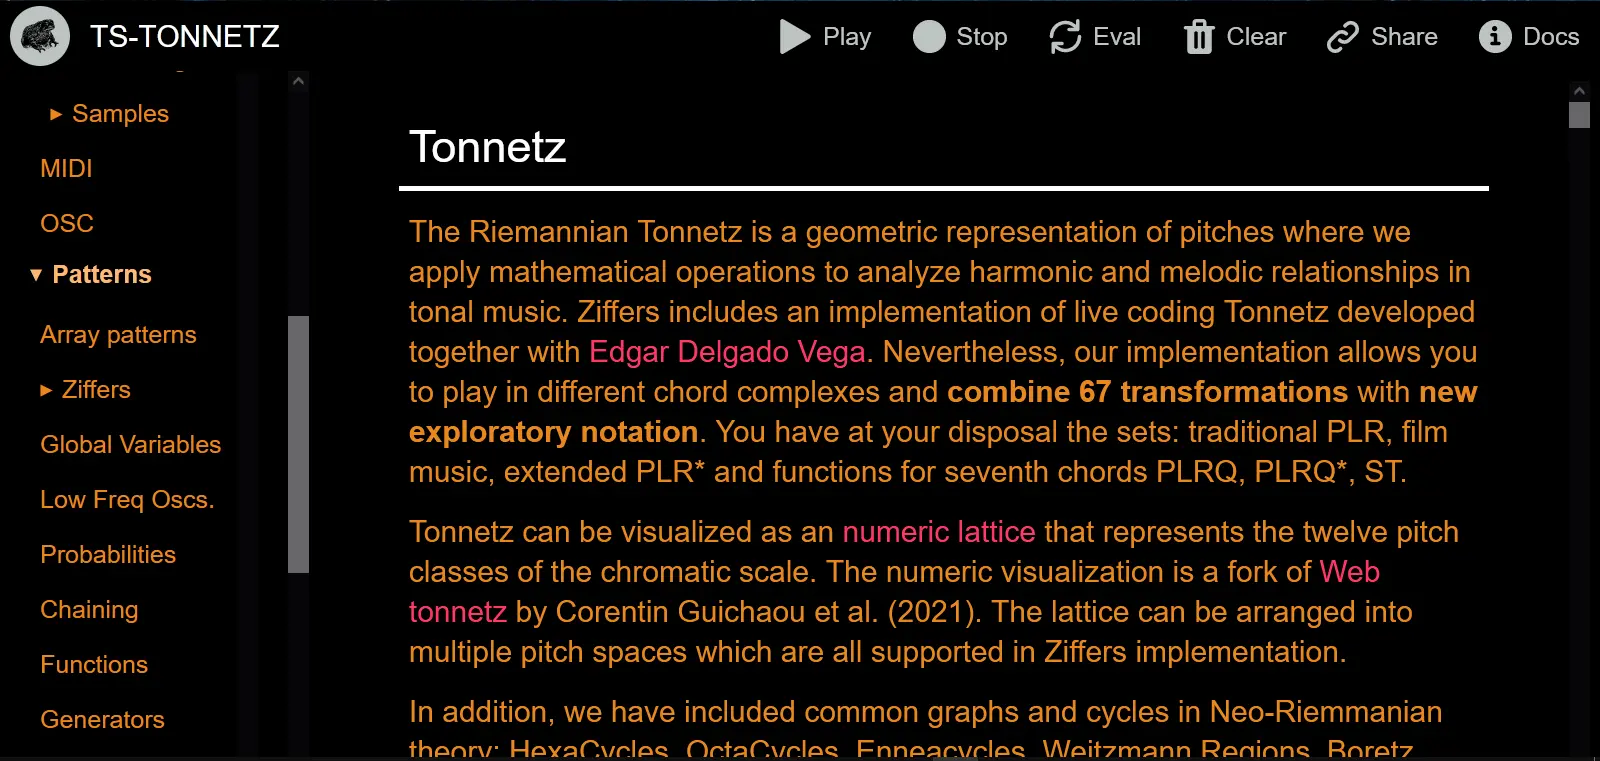 TS-TONNETZ
Play
Stop
Eval
Clear
Share
Docs
Samples
MIDI
OSC
Patterns
Array patterns
Ziffers
Global Variables
Low Freq Oscs.
Probabilities
Chaining
Functions
Generators
Tonnetz
The Riemannian Tonnetz is a geometric representation of pitches where we
apply mathematical operations to analyze harmonic and melodic relationships in
tonal music. Ziffers includes an implementation of live coding Tonnetz developed
together with Edgar Delgado Vega. Nevertheless, our implementation allows you
to play in different chord complexes and combine 67 transformations with new
exploratory notation. You have at your disposal the sets: traditional PLR, film
music, extended PLR* and functions for seventh chords PLRQ, PLRQ*, ST.
Tonnetz can be visualized as an numeric lattice that represents the twelve pitch
classes of the chromatic scale. The numeric visualization is a fork of Web
tonnetz by Corentin Guichaou et al. (2021). The lattice can be arranged into
multiple pitch spaces which are all supported in Ziffers implementation.
In addition, we have included common graphs and cycles in Neo-Riemmanian
theory: HexaCycles, OctaCycles, Enneacycles, Weitzmann Regions, Boretz